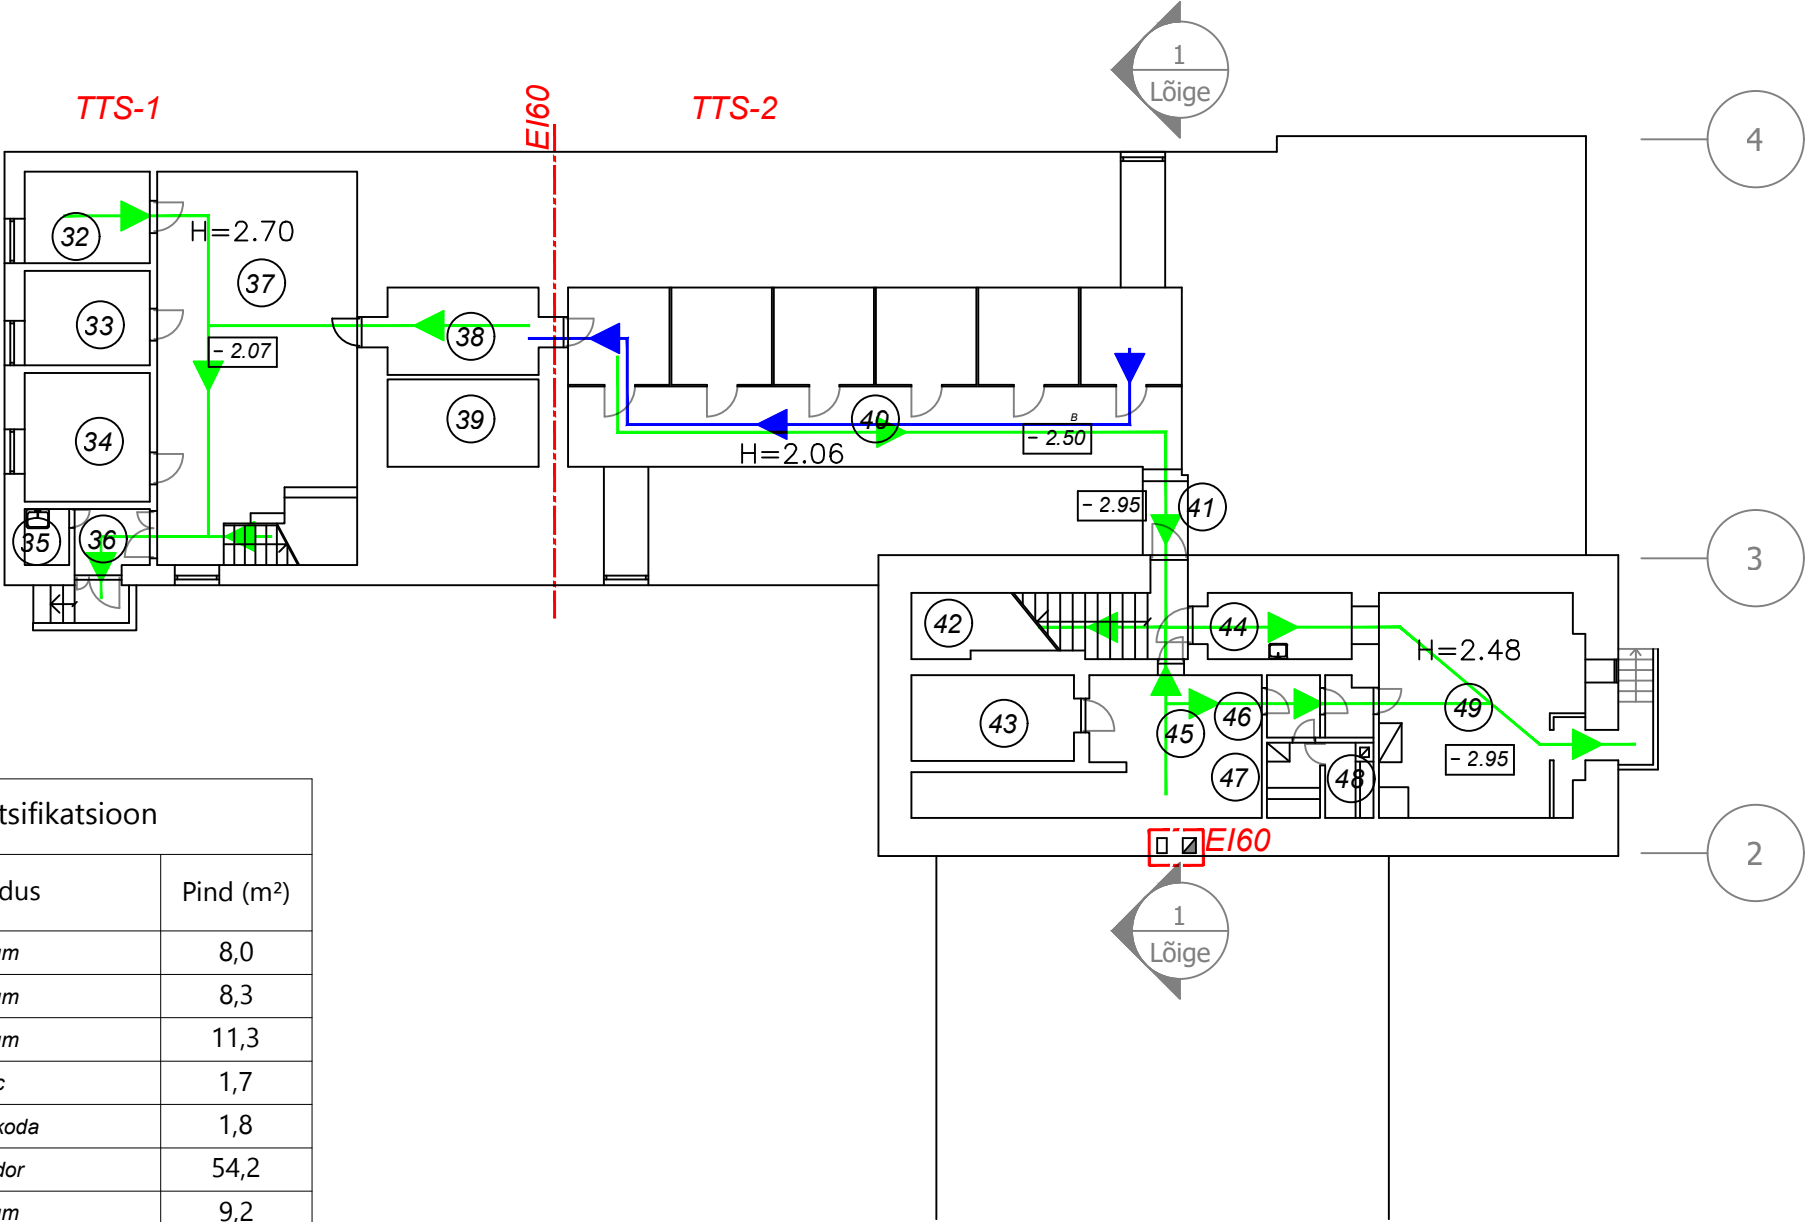 1
Lõige
TTS-1
EI60
TTS-2
4
32
H=2.70
37
33
- 2.07
38
34
39
40
B
- 2.50
H=2.06
- 2.95
41
35
36
3
42
44
H=2.48
43
45
46
49
- 2.95
47
48
EI60
2
1
Lõige
tsifikatsioon
dus
Pind (m²)
8,0
8,3
11,3
1,7
koda
1,8
dor
54,2
9,2